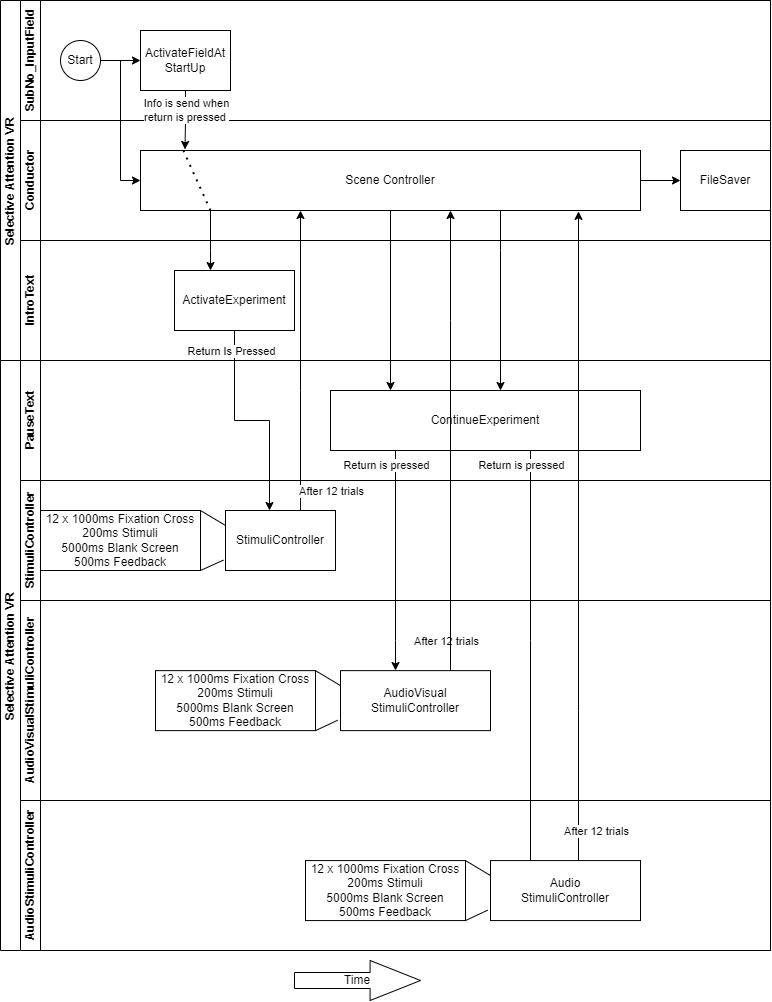 Selective Attention VR
SubNo_InputField
Start
ActivateFieldAt
StartUp
Info is send when
return is pressed
Conductor
Scene Controller
FileSaver
IntroText
ActivateExperiment
Return Is Pressed
Selective Attention VR
PauseText
ContinueExperiment
Return is pressed
Return is pressed
StimuliController
After 12 trials
12 x 1000ms Fixation Cross
200ms Stimuli
5000ms Blank Screen
500ms Feedback
StimuliController
AudioVisualStimuliController
After 12 trials
12 x 1000ms Fixation Cross
200ms Stimuli
5000ms Blank Screen
500ms Feedback
AudioVisual
StimuliController
AudioStimuliController
After 12 trials
12 x 1000ms Fixation Cross
200ms Stimuli
5000ms Blank Screen
500ms Feedback
Audio
StimuliController
Time